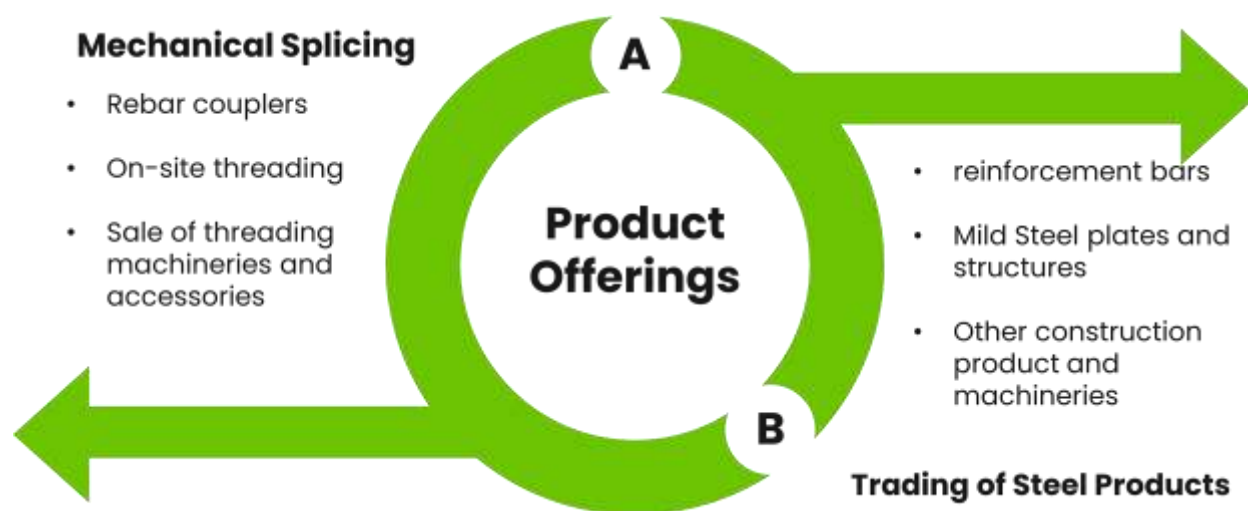 Mechanical Splicing
• Rebar couplers
• On-site threading
• Sale of threading
machineries and
accessories
A
Product
Offerings
B
• reinforcement bars
• Mild Steel plates and
structures
• Other construction
product and
machineries
Trading of Steel Products